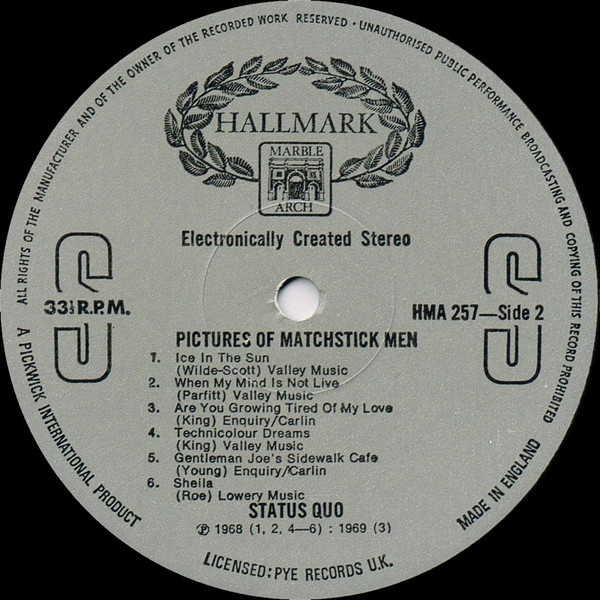 ALL RIGHTS OF THE MANUFACTURER AND OF THE OWNER OF THE RECORDED WORK RESERVED · UNAUTHORISED PUBLIC PERFORMANCE BROADCASTING AND COPYING OF THIS RECORD PROHIBITED
HALLMARK
MARBLE
ARCH
Electronically Created Stereo
33⅓ R.P.M.
HMA 257—Side 2
PICTURES OF MATCHSTICK MEN
1. Ice In The Sun
(Wilde-Scott) Valley Music
2. When My Mind Is Not Live
(Parfitt) Valley Music
3. Are You Growing Tired Of My Love
(King) Enquiry/Carlin
4. Technicolour Dreams
(King) Valley Music
5. Gentleman Joe's Sidewalk Cafe
(Young) Enquiry/Carlin
6. Sheila
(Roe) Lowery Music
STATUS QUO
℗ 1968 (1, 2, 4—6) : 1969 (3)
A PICKWICK INTERNATIONAL PRODUCT
LICENSED: PYE RECORDS U.K.
MADE IN ENGLAND